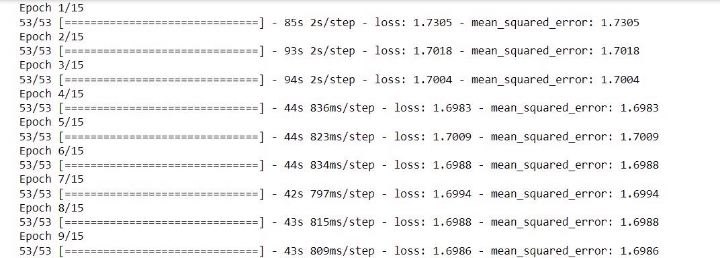 Epoch 1/15
53/53 [==============================] - 85s 2s/step - loss: 1.7305 - mean_squared_error: 1.7305
Epoch 2/15
53/53 [==============================] - 93s 2s/step - loss: 1.7018 - mean_squared_error: 1.7018
Epoch 3/15
53/53 [==============================] - 94s 2s/step - loss: 1.7004 - mean_squared_error: 1.7004
Epoch 4/15
53/53 [==============================] - 44s 836ms/step - loss: 1.6983 - mean_squared_error: 1.6983
Epoch 5/15
53/53 [==============================] - 44s 823ms/step - loss: 1.7009 - mean_squared_error: 1.7009
Epoch 6/15
53/53 [==============================] - 44s 834ms/step - loss: 1.6988 - mean_squared_error: 1.6988
Epoch 7/15
53/53 [==============================] - 42s 797ms/step - loss: 1.6994 - mean_squared_error: 1.6994
Epoch 8/15
53/53 [==============================] - 43s 815ms/step - loss: 1.6988 - mean_squared_error: 1.6988
Epoch 9/15
53/53 [==============================] - 43s 809ms/step - loss: 1.6986 - mean_squared_error: 1.6986